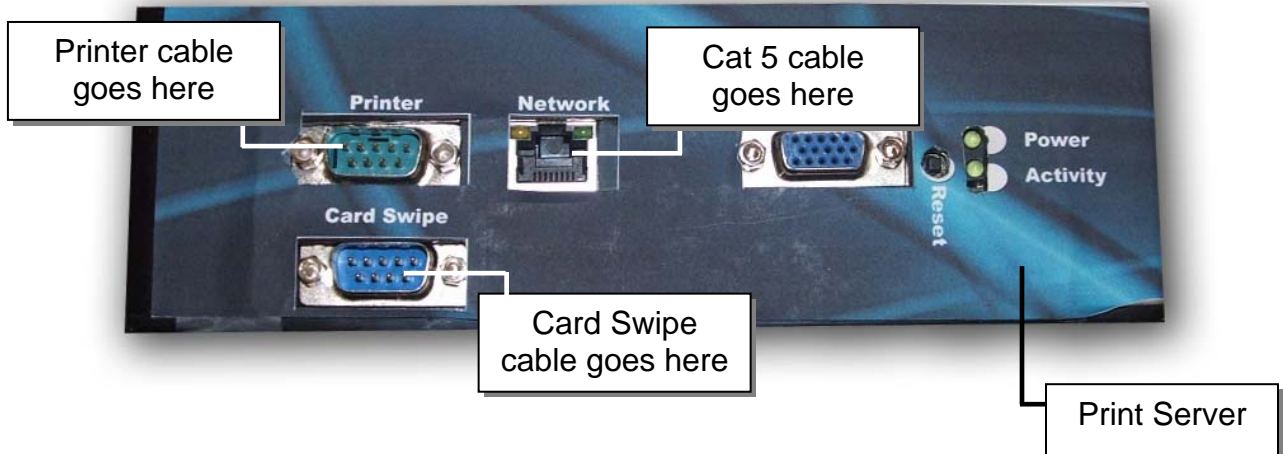 Printer cable
goes here
Cat 5 cable
goes here
Printer
Network
Power
Activity
Reset
Card Swipe
Card Swipe
cable goes here
Print Server